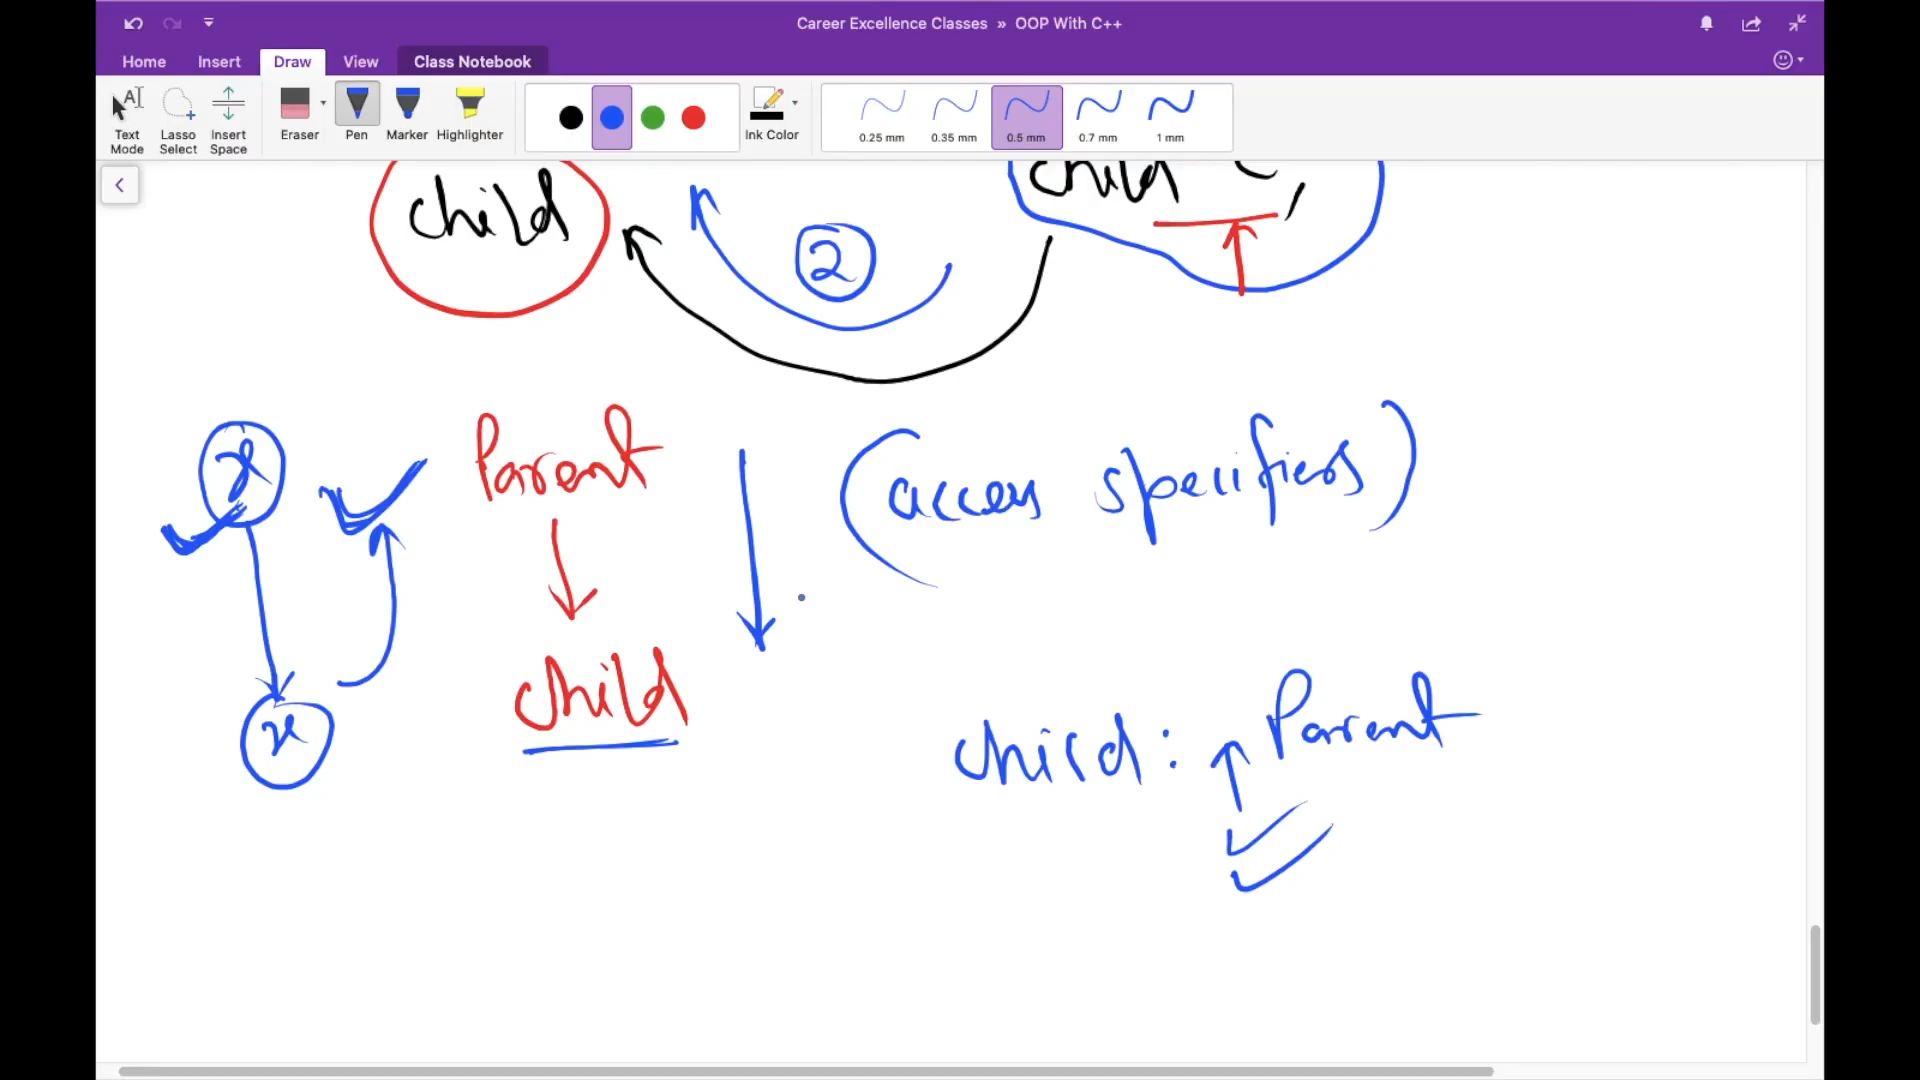 Career Excellence Classes » OOP With C++
Home Insert Draw View Class Notebook
Text Mode
Lasso Select
Insert Space
Eraser
Pen
Marker
Highlighter
Ink Color
0.25 mm
0.35 mm
0.5 mm
0.7 mm
1 mm
child
child C;
2
Parent
(access specifiers)
x
child
x
child: Parent